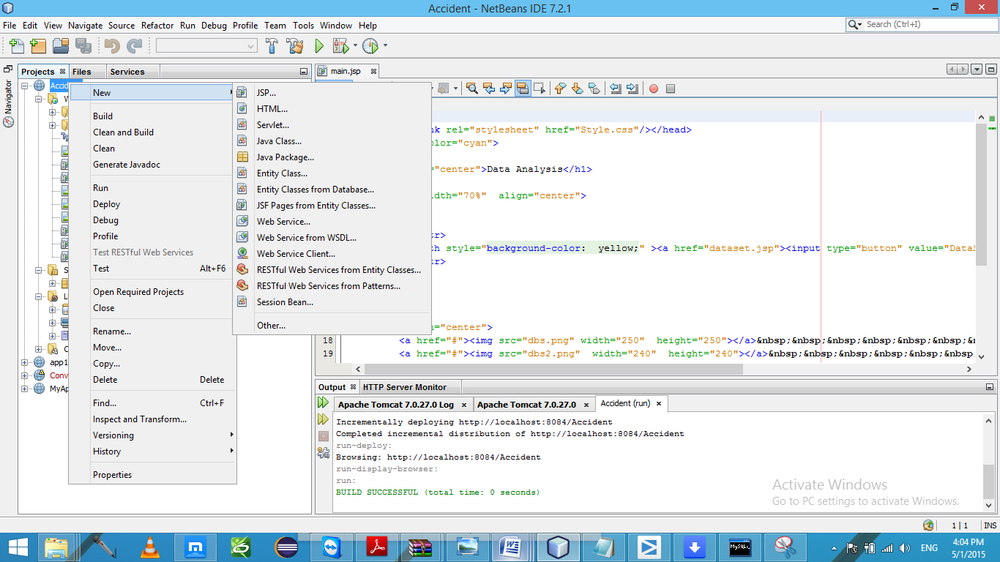 Accident - NetBeans IDE 7.2.1
File Edit View Navigate Source Refactor Run Debug Profile Team Tools Window Help
Search (Ctrl+I)
Projects Files Services
main.jsp
Navigator
Accid
New
Build
Clean and Build
Clean
Generate Javadoc
Run
Deploy
Debug
Profile
Test RESTful Web Services
Test Alt+F6
Open Required Projects
Close
Rename...
Move...
Copy...
Delete Delete
Find... Ctrl+F
Inspect and Transform...
Versioning
History
Properties
JSP...
HTML...
Servlet...
Java Class...
Java Package...
Entity Class...
Entity Classes from Database...
JSF Pages from Entity Classes...
Web Service...
Web Service from WSDL...
Web Service Client...
RESTful Web Services from Entity Classes...
RESTful Web Services from Patterns...
Session Bean...
Other...
W
S
L
C
app1
Conv
MyAp
nk rel="stylesheet" href="Style.css"/></head>
olor="cyan">
="center">Data Analysis</h1>
idth="70%"  align="center">
tr>
th style="background-color:  yellow;" ><a href="dataset.jsp"><input type="button" value="DataS
tr>
n="center">
18 <a href="#"><img src="dbs.png" width="250"  height="250"></a>&nbsp;&nbsp;&nbsp;&nbsp;&nbsp;&n
19 <a href="#"><img src="dbs2.png"  width="240"  height="240"></a>&nbsp;&nbsp;&nbsp;&nbsp;&nbsp;
Output HTTP Server Monitor
Apache Tomcat 7.0.27.0 Log Apache Tomcat 7.0.27.0 Accident (run)
Incrementally deploying http://localhost:8084/Accident
Completed incremental distribution of http://localhost:8084/Accident
run-deploy:
Browsing: http://localhost:8084/Accident
run-display-browser:
run:
BUILD SUCCESSFUL (total time: 0 seconds)
Activate Windows
Go to PC settings to activate Windows.
1 | 1 INS
MySQL
ENG
4:04 PM
5/1/2015